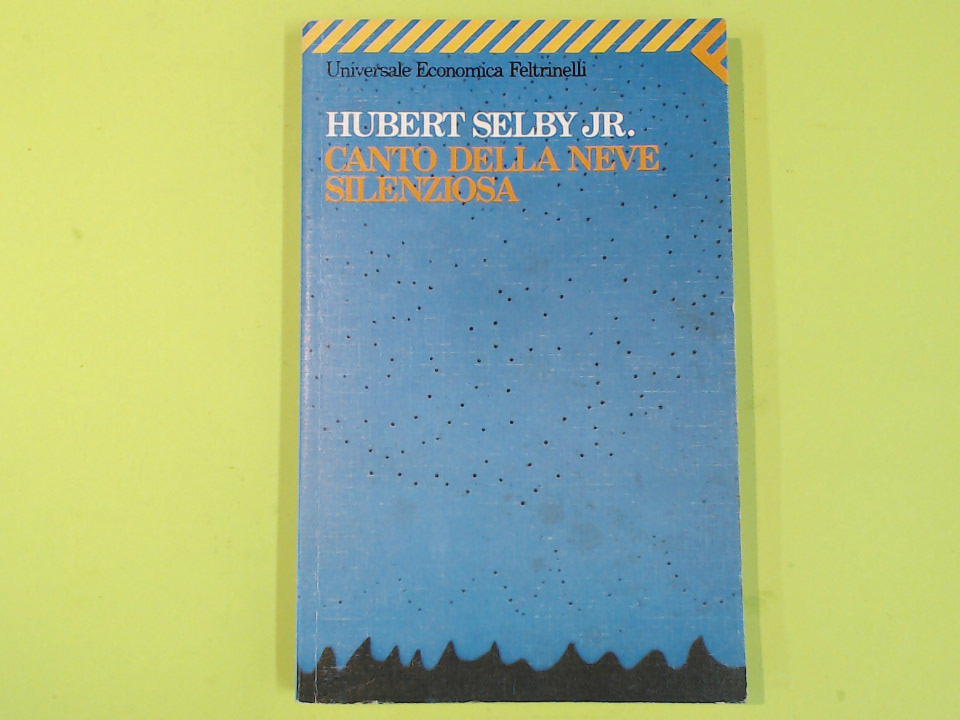 Universale Economica Feltrinelli
HUBERT SELBY JR.
CANTO DELLA NEVE
SILENZIOSA